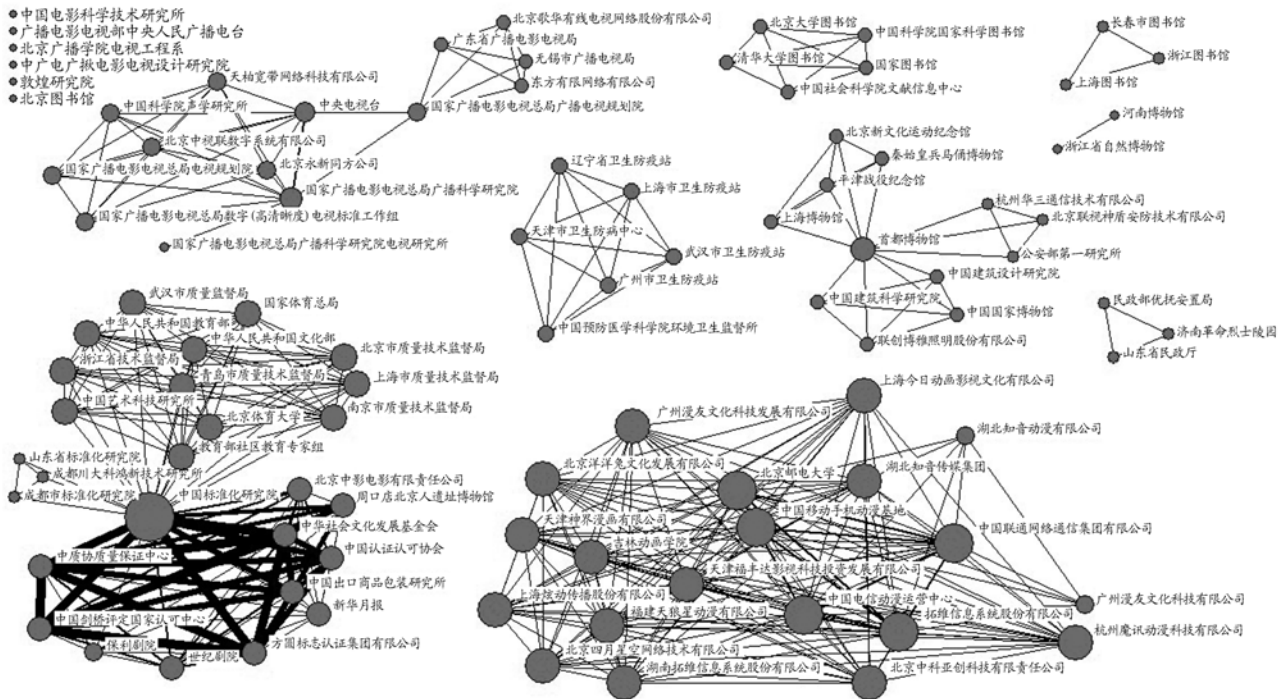 中国电影科学技术研究所
广播电影电视部中央人民广播电台
北京广播学院电视工程系
中广电广播电影电视设计研究院
敦煌研究院
北京图书馆
天柏宽带网络科技有限公司
中国科学院声学研究所
中央电视台
北京中视联数字系统有限公司
国家广播电影电视总局电视规划院
北京永新同方公司
国家广播电影电视总局广播科学研究院
国家广播电影电视总局数字(高清晰度)电视标准工作组
国家广播电影电视总局广播科学研究院电视研究所
北京歌华有线电视网络股份有限公司
广东省广播电影电视局
无锡市广播电视局
东方有限网络有限公司
国家广播电影电视总局广播电视规划院
北京大学图书馆
中国科学院国家科学图书馆
清华大学图书馆
国家图书馆
中国社会科学院文献信息中心
长春市图书馆
浙江图书馆
上海图书馆
河南博物馆
浙江省自然博物馆
辽宁省卫生防疫站
上海市卫生防疫站
天津市卫生防病中心
武汉市卫生防疫站
广州市卫生防疫站
中国预防医学科学院环境卫生监督所
北京新文化运动纪念馆
秦始皇兵马俑博物馆
平津战役纪念馆
上海博物馆
杭州华三通信技术有限公司
北京联视神盾安防技术有限公司
首都博物馆
公安部第一研究所
中国建筑设计研究院
中国建筑科学研究院
中国国家博物馆
联创博雅照明股份有限公司
民政部优抚安置局
济南革命烈士陵园
山东省民政厅
武汉市质量监督局
国家体育总局
中华人民共和国教育部
中华人民共和国文化部
北京市质量技术监督局
浙江省技术监督局
青岛市质量技术监督局
上海市质量技术监督局
中国艺术科技研究所
北京体育大学
南京市质量技术监督局
教育部社区教育专家组
山东省标准化研究院
成都川大科鸿新技术研究所
成都市标准化研究院
中国标准化研究院
北京中影电影有限责任公司
周口店北京人遗址博物馆
中华社会文化发展基金会
中国认证认可协会
中质协质量保证中心
中国出口商品包装研究所
新华月报
中国剑桥评定国家认可中心
方圆标志认证集团有限公司
保利剧院
世纪剧院
上海今日动画影视文化有限公司
广州漫友文化科技发展有限公司
湖北知音动漫有限公司
北京洋洋兔文化发展有限公司
北京邮电大学
湖北知音传媒集团
天津神界漫画有限公司
中国移动手机动漫基地
中国联通网络通信集团有限公司
吉林动画学院
天津福丰达影视科技投资发展有限公司
上海炫动传播股份有限公司
中国电信动漫运营中心
广州漫友文化科技有限公司
福建天狼星动漫有限公司
拓维信息系统股份有限公司
杭州魔讯动漫科技有限公司
北京四月星空网络技术有限公司
湖南拓维信息系统股份有限公司
北京中科亚创科技有限责任公司